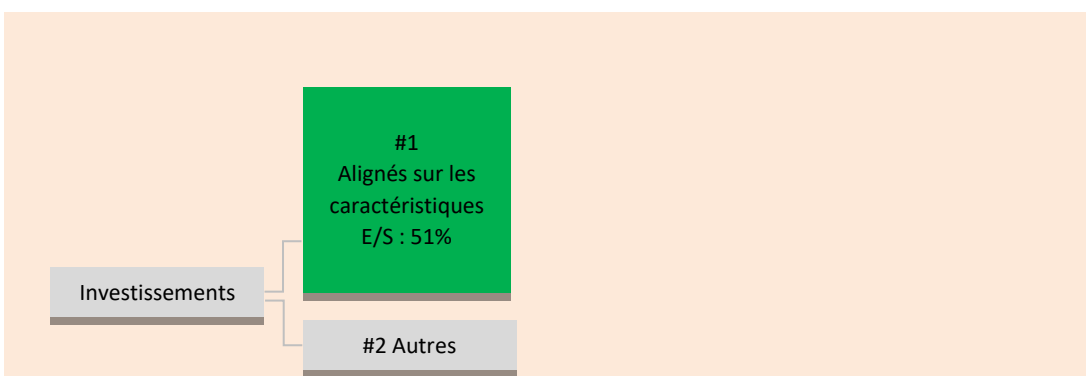 #1
Alignés sur les
caractéristiques
E/S : 51%
Investissements
#2 Autres